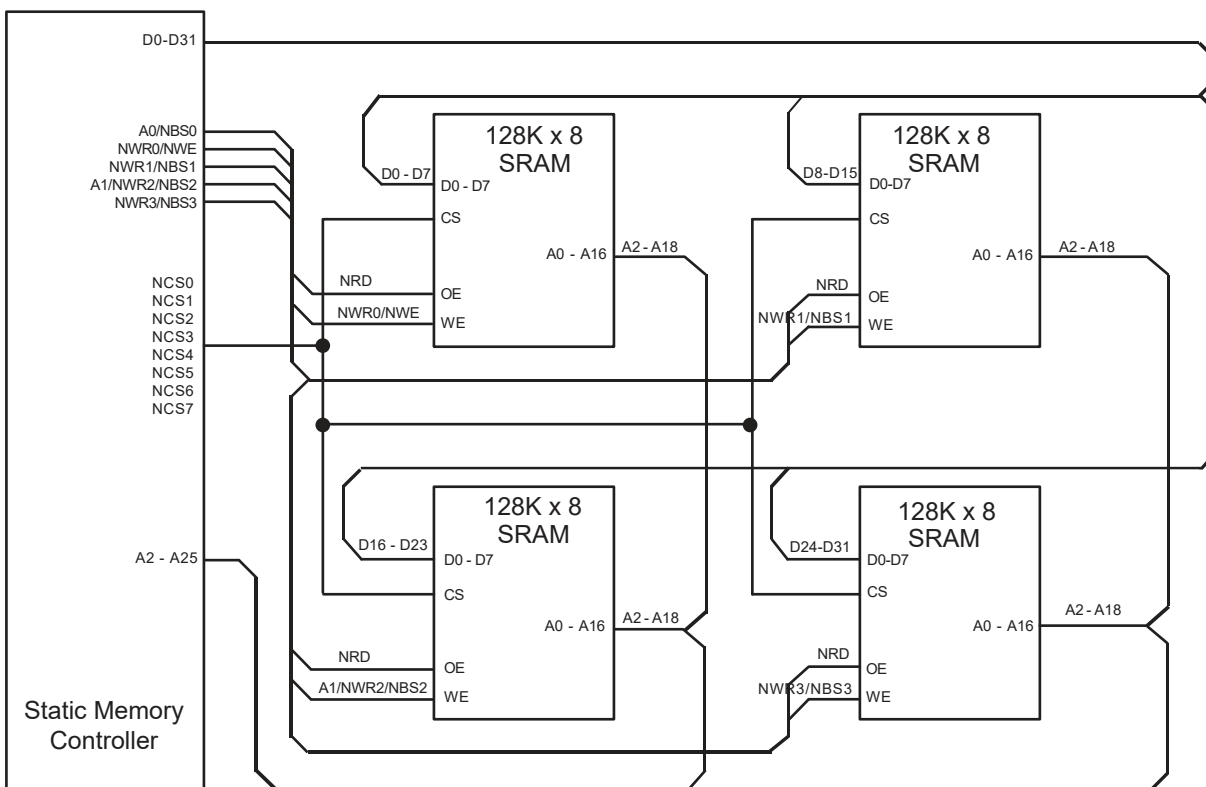 D0-D31
A0/NBS0
NWR0/NWE
NWR1/NBS1
A1/NWR2/NBS2
NWR3/NBS3
NCS0
NCS1
NCS2
NCS3
NCS4
NCS5
NCS6
NCS7
A2 - A25
Static Memory
Controller
128K x 8
SRAM
D0 - D7
D0 - D7
CS
A0 - A16
A2 - A18
NRD
OE
NWR0/NWE
WE
128K x 8
SRAM
D8-D15
D0-D7
CS
A0 - A16
A2 - A18
NRD
OE
NWR1/NBS1
WE
128K x 8
SRAM
D16 - D23
D0 - D7
CS
A0 - A16
A2 - A18
NRD
OE
A1/NWR2/NBS2
WE
128K x 8
SRAM
D24-D31
D0-D7
CS
A0 - A16
A2 - A18
NRD
OE
NWR3/NBS3
WE